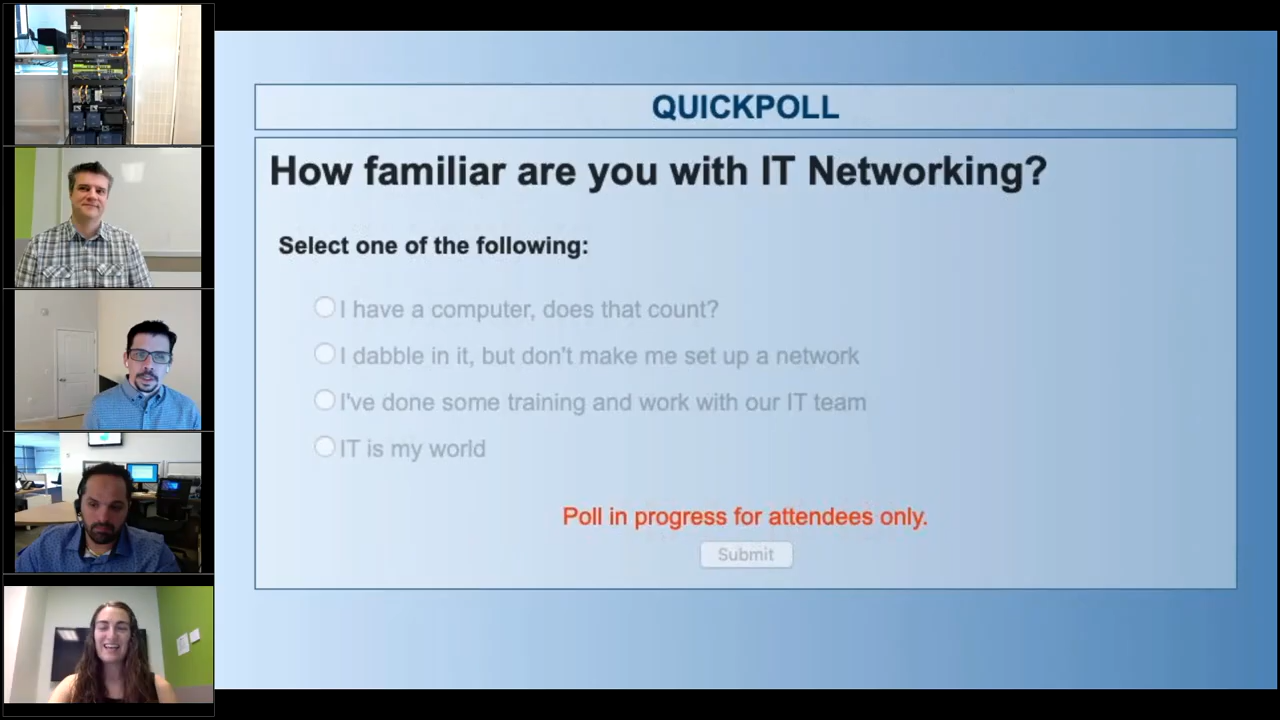 QUICKPOLL
How familiar are you with IT Networking?
Select one of the following:
I have a computer, does that count?
I dabble in it, but don't make me set up a network
I've done some training and work with our IT team
IT is my world
Poll in progress for attendees only.
Submit